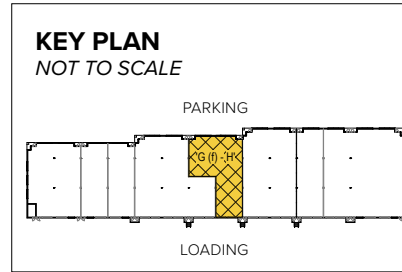 KEY PLAN
NOT TO SCALE
PARKING
'G (f) - 'H'
LOADING